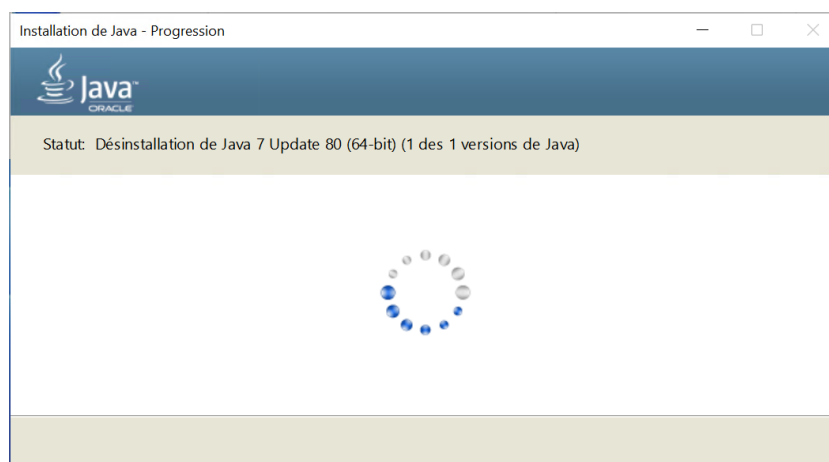 Installation de Java - Progression
Java™
ORACLE
Statut: Désinstallation de Java 7 Update 80 (64-bit) (1 des 1 versions de Java)